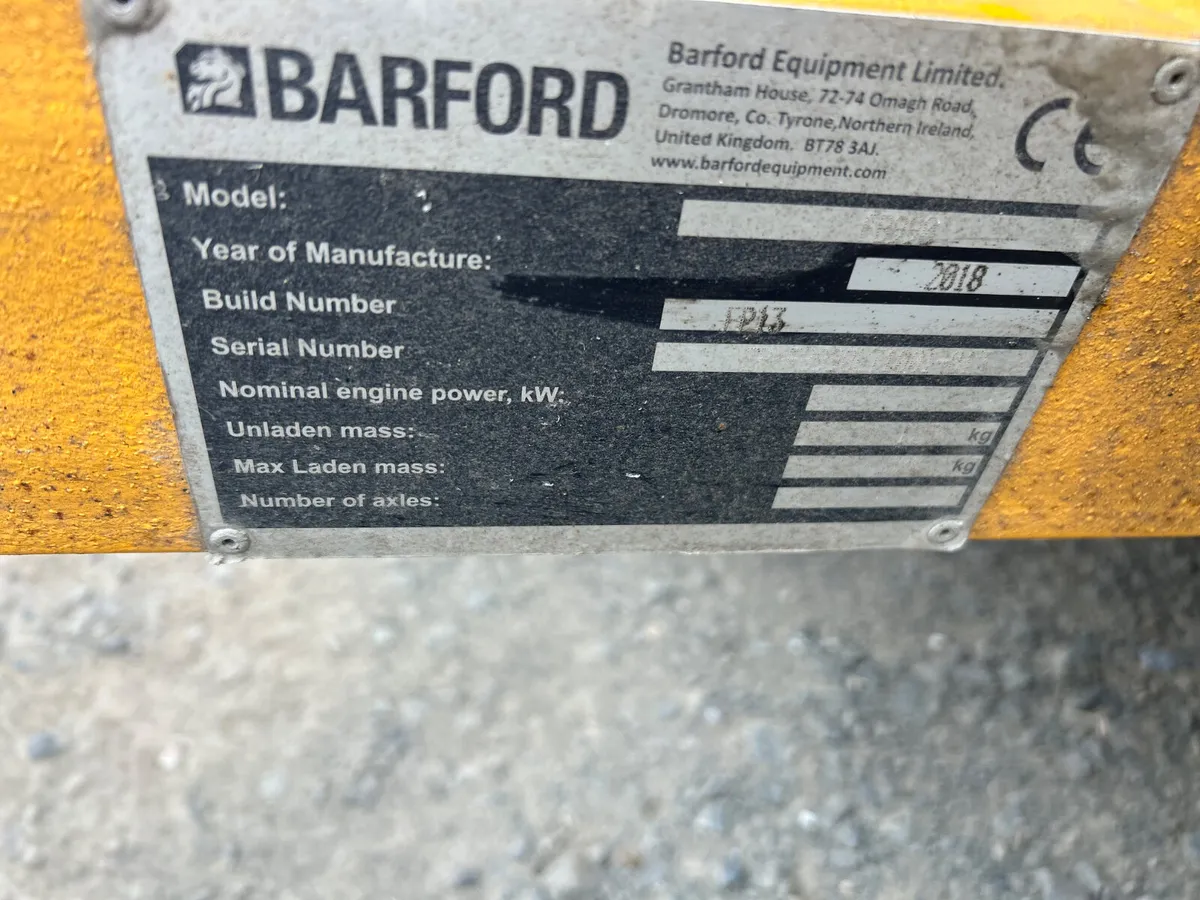 BARFORD
Barford Equipment Limited.
Grantham House, 72-74 Omagh Road,
Dromore, Co. Tyrone, Northern Ireland,
United Kingdom. BT78 3AJ.
www.barfordequipment.com
CE
Model:
Year of Manufacture: 2018
Build Number FP13
Serial Number
Nominal engine power, kW:
Unladen mass: kg
Max Laden mass: kg
Number of axles: